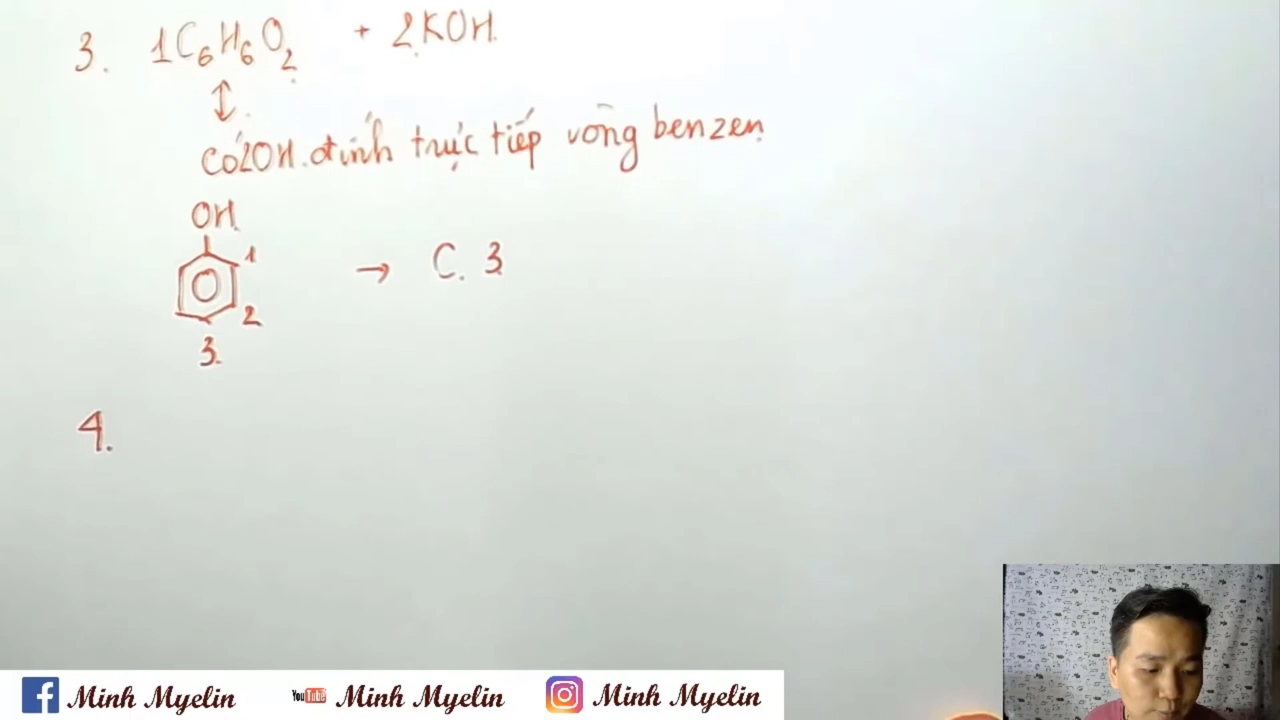 3. 1C6H6O2 + 2KOH.
Có 2OH. đính trực tiếp vòng benzen
OH
1
→ C. 3
2
3.
4.
Minh Myelin YouTube Minh Myelin Minh Myelin